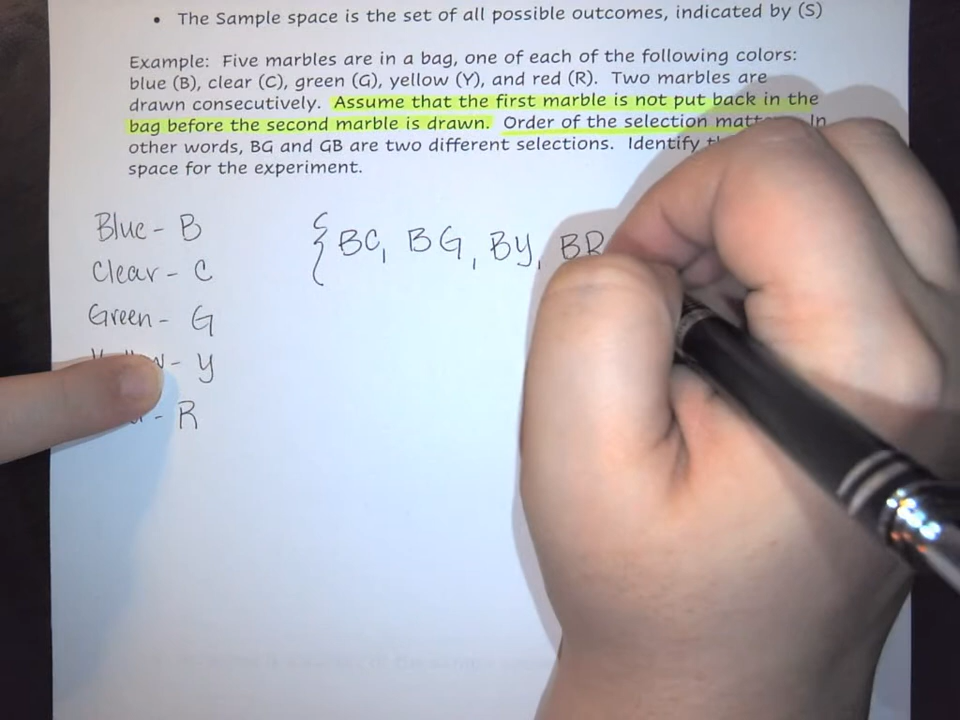 • The Sample space is the set of all possible outcomes, indicated by (S)
Example: Five marbles are in a bag, one of each of the following colors:
blue (B), clear (C), green (G), yellow (Y), and red (R). Two marbles are
drawn consecutively. Assume that the first marble is not put back in the
bag before the second marble is drawn. Order of the selection In
other words, BG and GB are two different selections. Identify
space for the experiment.
Blue - B
Clear - C
Green - G
- Y
- R
{ BC, BG, BY, BR